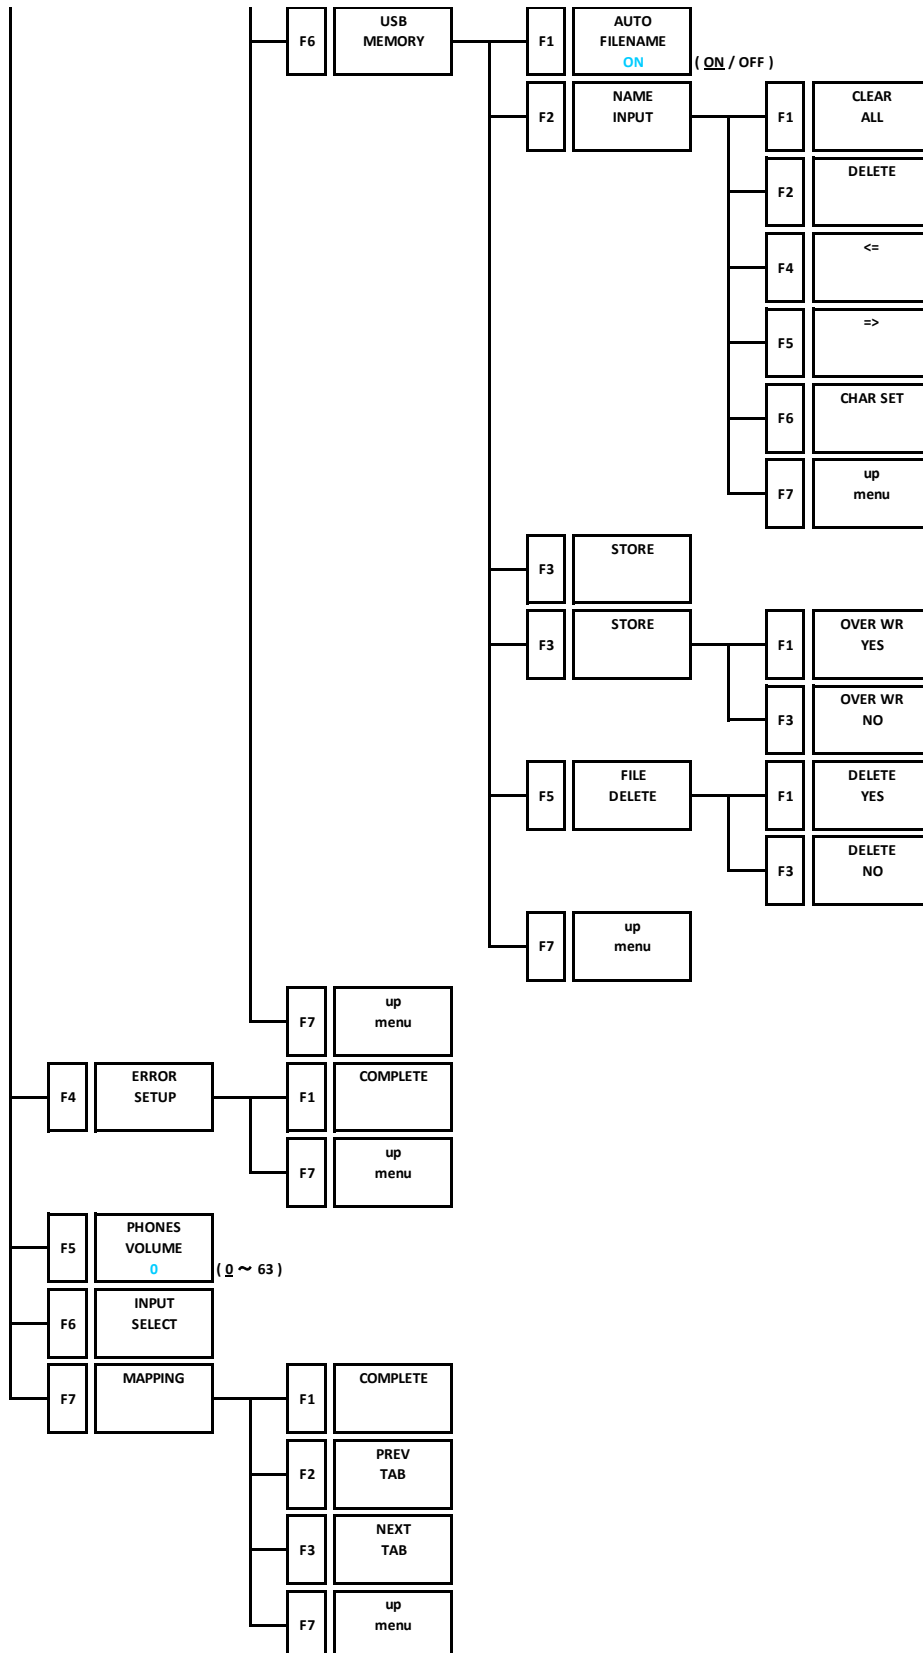 F6
USB
MEMORY
F1
AUTO
FILENAME
ON
( ON / OFF )
F2
NAME
INPUT
F1
CLEAR
ALL
F2
DELETE
F4
<=
F5
=>
F6
CHAR SET
F7
up
menu
F3
STORE
F3
STORE
F1
OVER WR
YES
F3
OVER WR
NO
F5
FILE
DELETE
F1
DELETE
YES
F3
DELETE
NO
F7
up
menu
F7
up
menu
F4
ERROR
SETUP
F1
COMPLETE
F7
up
menu
F5
PHONES
VOLUME
0
( 0 ～ 63 )
F6
INPUT
SELECT
F7
MAPPING
F1
COMPLETE
F2
PREV
TAB
F3
NEXT
TAB
F7
up
menu